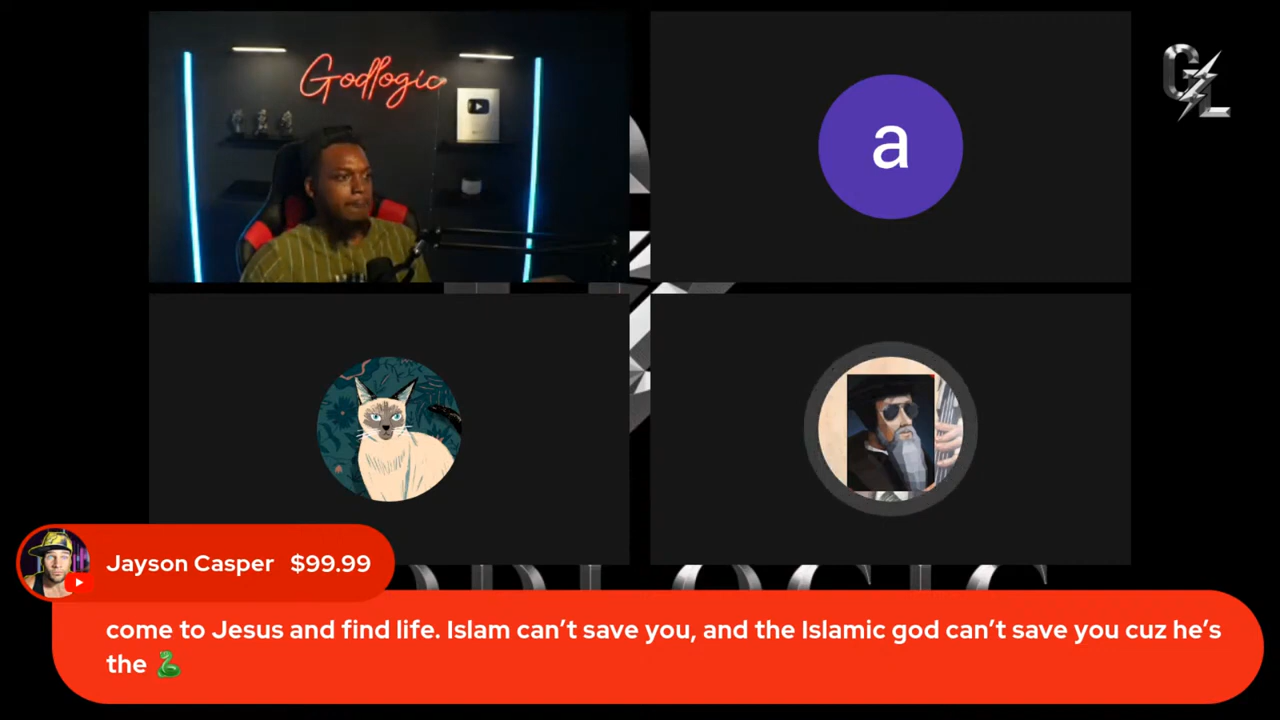 Godlogic
GL
a
Jayson Casper $99.99
come to Jesus and find life. Islam can’t save you, and the Islamic god can’t save you cuz he’s
the 🐍